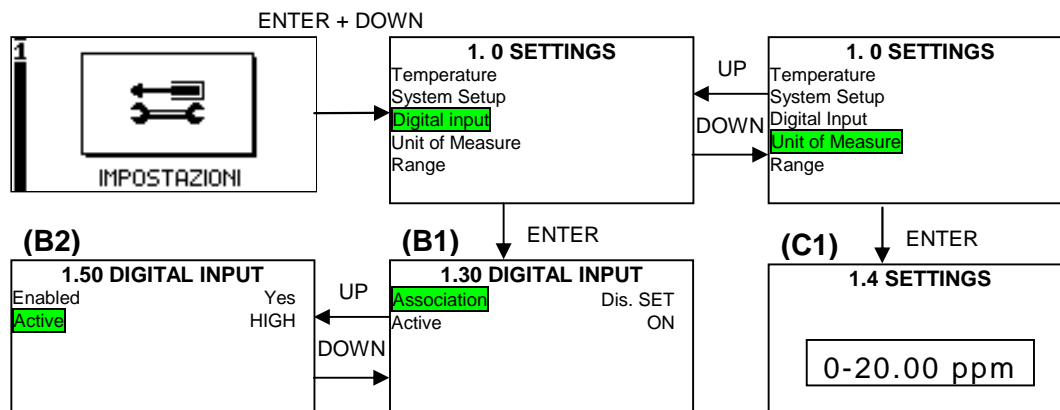 ENTER + DOWN
1
IMPOSTAZIONI
1. 0 SETTINGS
Temperature
System Setup
Digital input
Unit of Measure
Range
UP
DOWN
1. 0 SETTINGS
Temperature
System Setup
Digital Input
Unit of Measure
Range
(B2)
1.50 DIGITAL INPUT
Enabled Yes
Active HIGH
UP
DOWN
(B1)
ENTER
1.30 DIGITAL INPUT
Association Dis. SET
Active ON
(C1)
ENTER
1.4 SETTINGS
0-20.00 ppm